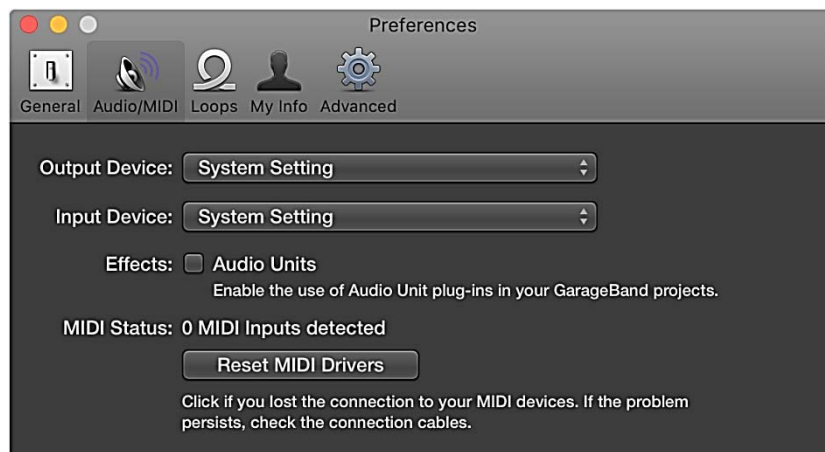 Preferences
General Audio/MIDI Loops My Info Advanced
Output Device: System Setting
Input Device: System Setting
Effects: Audio Units
Enable the use of Audio Unit plug-ins in your GarageBand projects.
MIDI Status: 0 MIDI Inputs detected
Reset MIDI Drivers
Click if you lost the connection to your MIDI devices. If the problem
persists, check the connection cables.